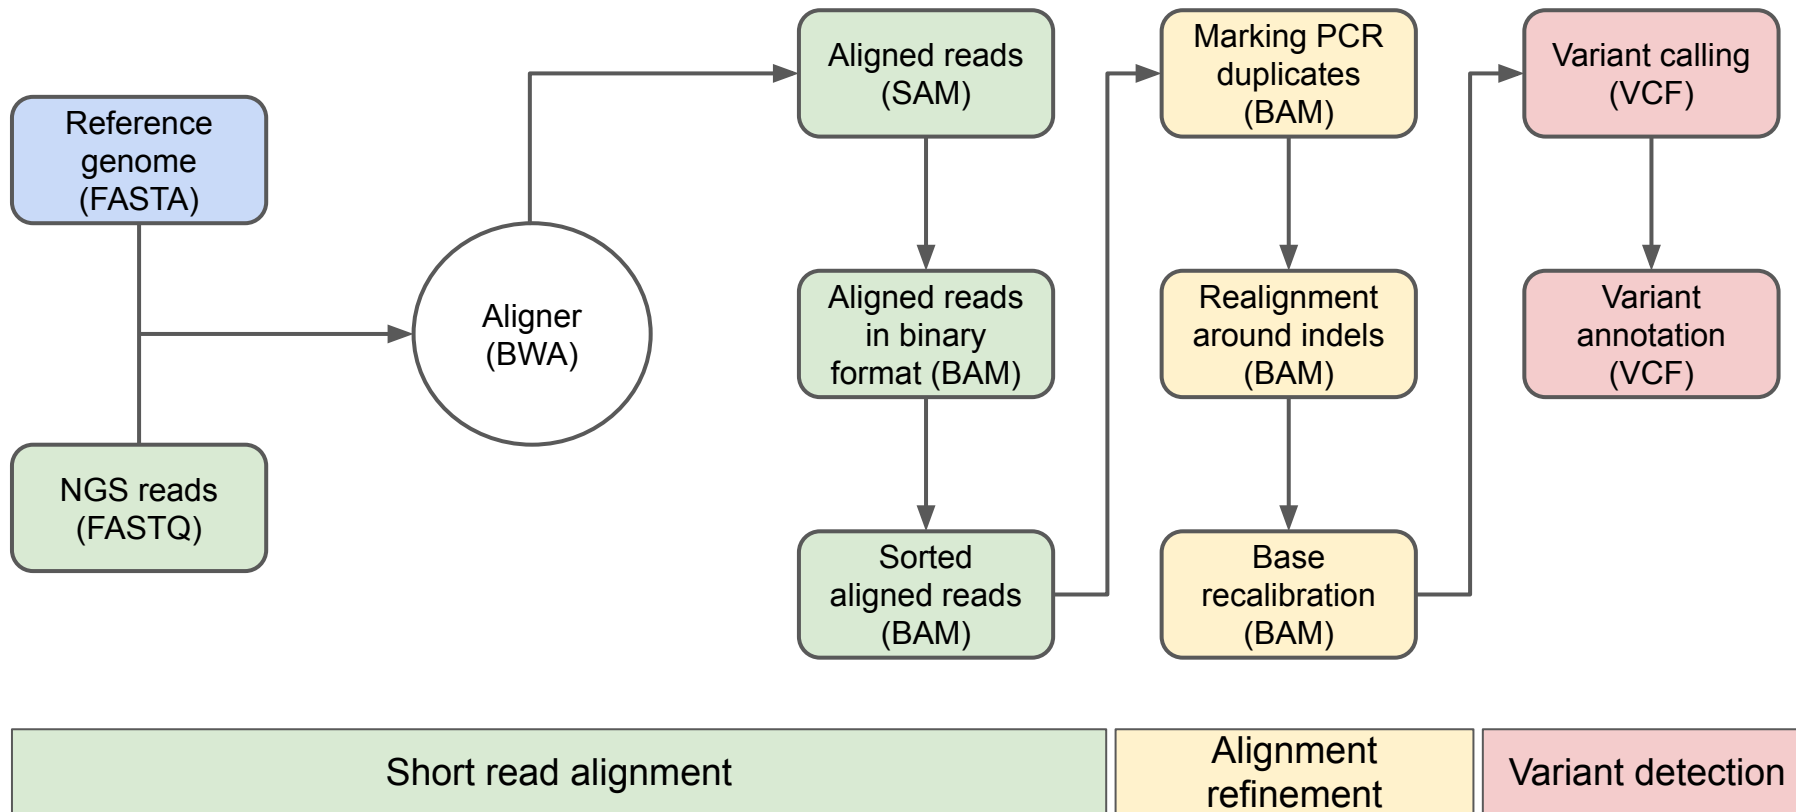 Reference
genome
(FASTA)
NGS reads
(FASTQ)
Aligner
(BWA)
Aligned reads
(SAM)
Aligned reads
in binary
format (BAM)
Sorted
aligned reads
(BAM)
Marking PCR
duplicates
(BAM)
Realignment
around indels
(BAM)
Base
recalibration
(BAM)
Variant calling
(VCF)
Variant
annotation
(VCF)
Short read alignment
Alignment
refinement
Variant detection